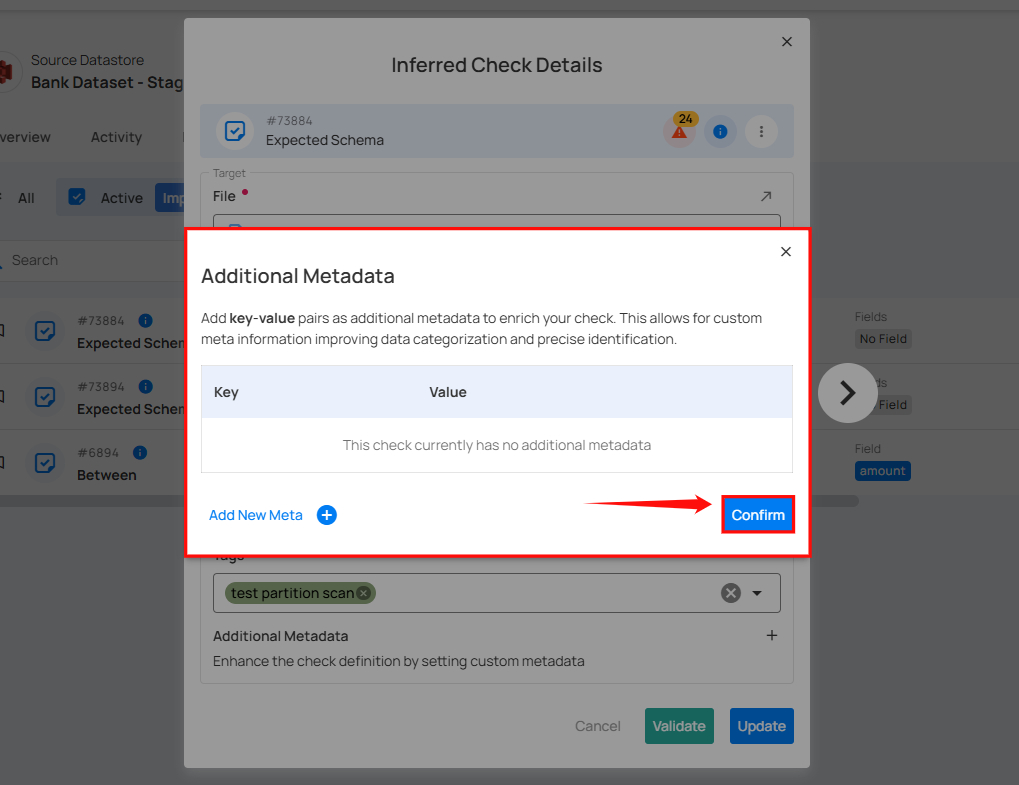 Source Datastore
Bank Dataset - Stag
Inferred Check Details
verview
Activity
#73884
Expected Schema
24
Target
File
All
Active
Imp
Search
Additional Metadata
Add key-value pairs as additional metadata to enrich your check. This allows for custom
meta information improving data categorization and precise identification.
Key Value
This check currently has no additional metadata
Add New Meta
Confirm
#73884
Expected Schem
Fields
No Field
#73894
Expected Schem
ds
Field
#6894
Between
Field
amount
Tags
test partition scan
Additional Metadata
Enhance the check definition by setting custom metadata
Cancel
Validate
Update